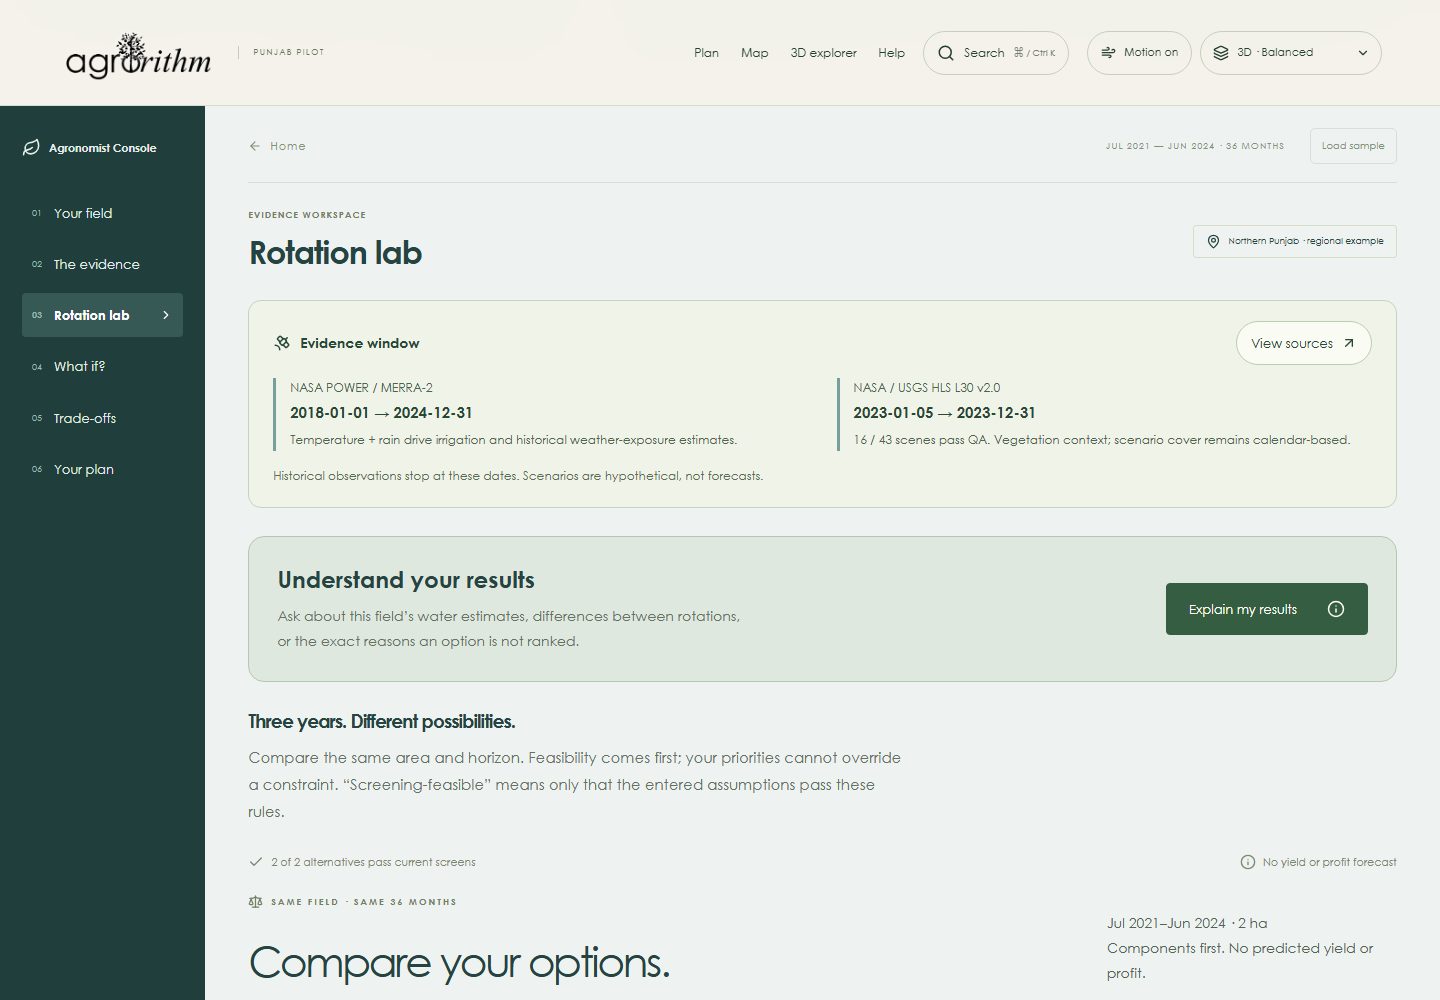 agrorithm
PUNJAB PILOT
Plan
Map
3D explorer
Help
Search ⌘ / Ctrl K
Motion on
3D · Balanced
Agronomist Console
01 Your field
02 The evidence
03 Rotation lab
04 What if?
05 Trade-offs
06 Your plan
← Home
JUL 2021 — JUN 2024 · 36 MONTHS
Load sample
EVIDENCE WORKSPACE
Rotation lab
Northern Punjab · regional example
Evidence window
View sources
NASA POWER / MERRA-2
2018-01-01 → 2024-12-31
Temperature + rain drive irrigation and historical weather-exposure estimates.
NASA / USGS HLS L30 v2.0
2023-01-05 → 2023-12-31
16 / 43 scenes pass QA. Vegetation context; scenario cover remains calendar-based.
Historical observations stop at these dates. Scenarios are hypothetical, not forecasts.
Understand your results
Ask about this field’s water estimates, differences between rotations,
or the exact reasons an option is not ranked.
Explain my results
Three years. Different possibilities.
Compare the same area and horizon. Feasibility comes first; your priorities cannot override
a constraint. “Screening-feasible” means only that the entered assumptions pass these
rules.
2 of 2 alternatives pass current screens
No yield or profit forecast
SAME FIELD · SAME 36 MONTHS
Compare your options.
Jul 2021–Jun 2024 · 2 ha
Components first. No predicted yield or
profit.